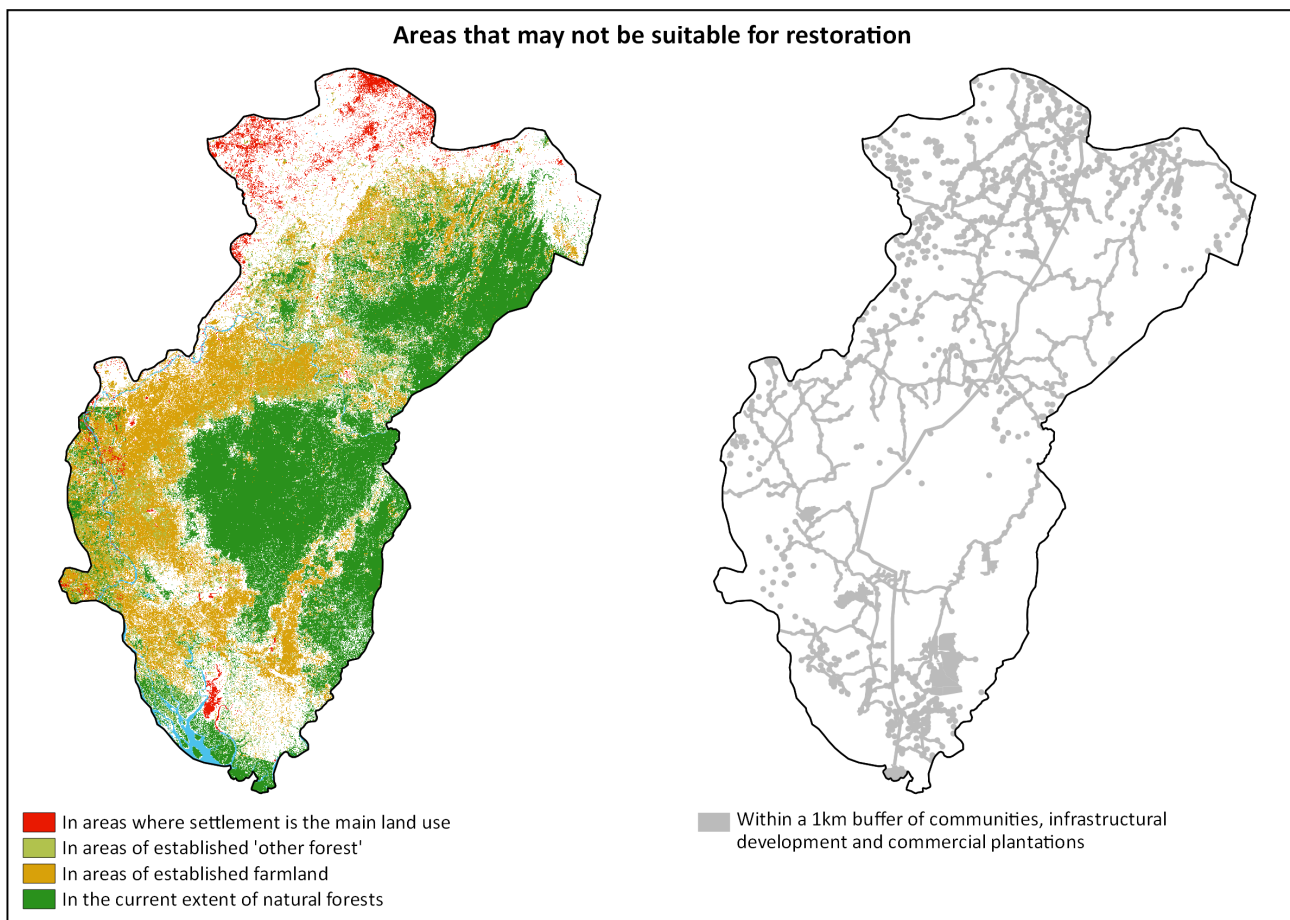 Areas that may not be suitable for restoration
In areas where settlement is the main land use
In areas of established 'other forest'
In areas of established farmland
In the current extent of natural forests
Within a 1km buffer of communities, infrastructural
development and commercial plantations